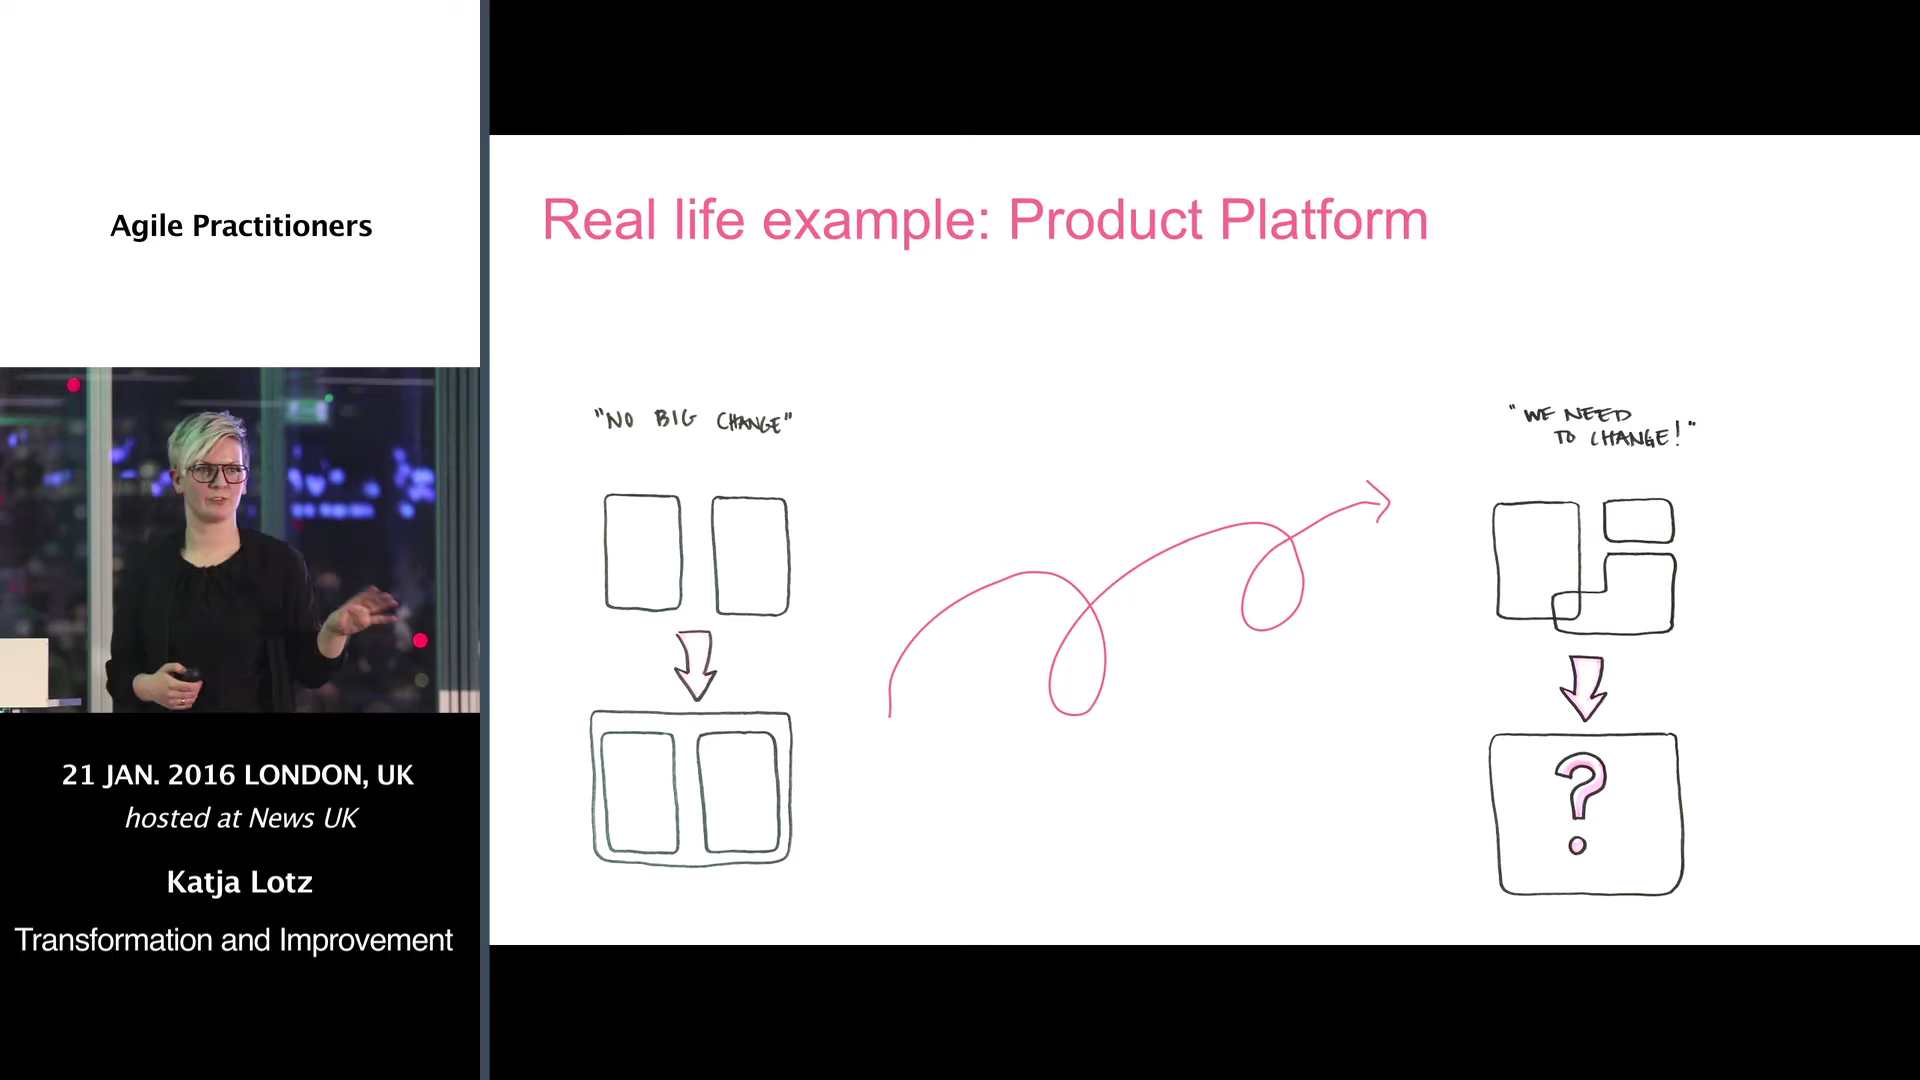 Agile Practitioners
21 JAN. 2016 LONDON, UK
hosted at News UK
Katja Lotz
Transformation and Improvement
Real life example: Product Platform
"NO BIG CHANGE"
"WE NEED
TO CHANGE!"
?